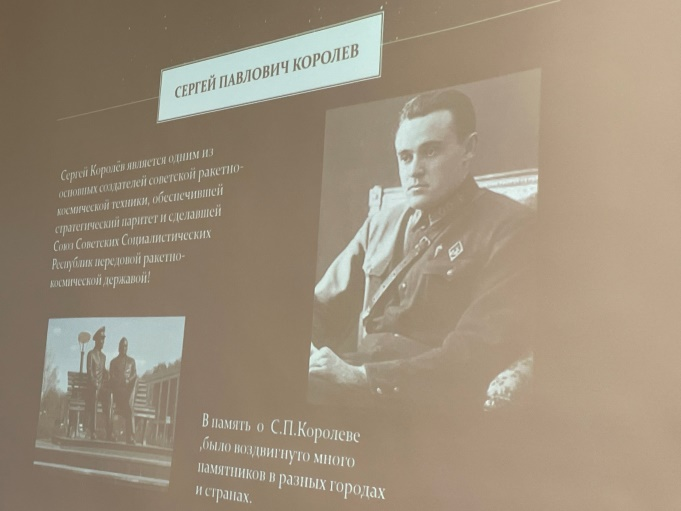 СЕРГЕЙ ПАВЛОВИЧ КОРОЛЕВ
Сергей Королёв является одним из
основных создателей советской ракетно-
космической техники, обеспечившей
стратегический паритет и сделавшей
Союз Советских Социалистических
Республик передовой ракетно-
космической державой!
В память о С.П.Королеве
,было воздвигнуто много
памятников в разных городах
и странах.